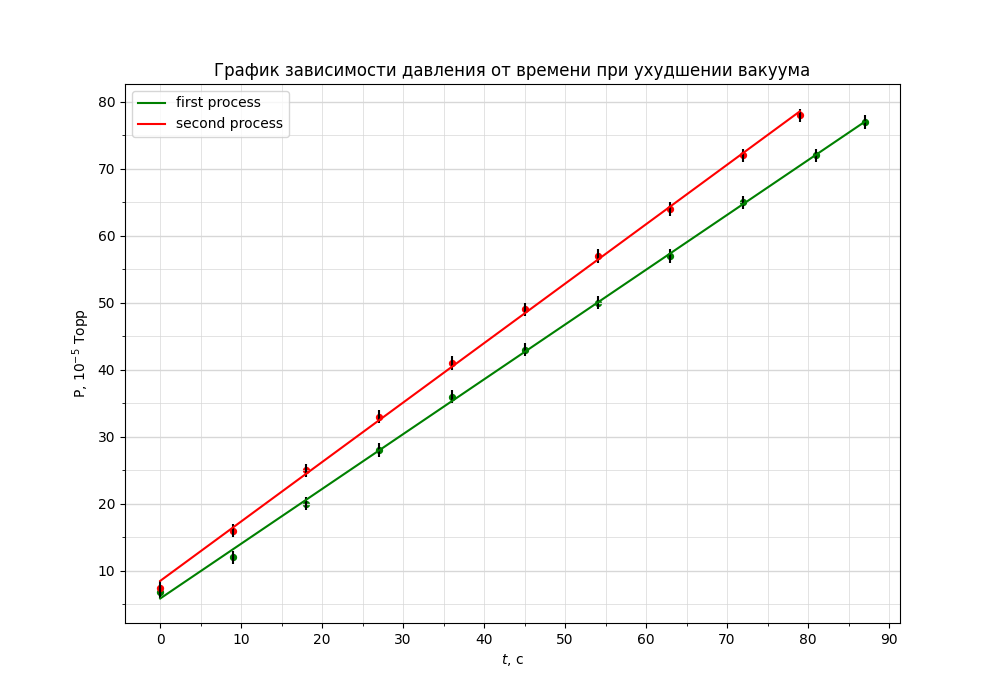 График зависимости давления от времени при ухудшении вакуума
first process
second process
80
70
60
50
40
30
20
10
P, 10⁻⁵ Торр
0 10 20 30 40 50 60 70 80 90
t, с